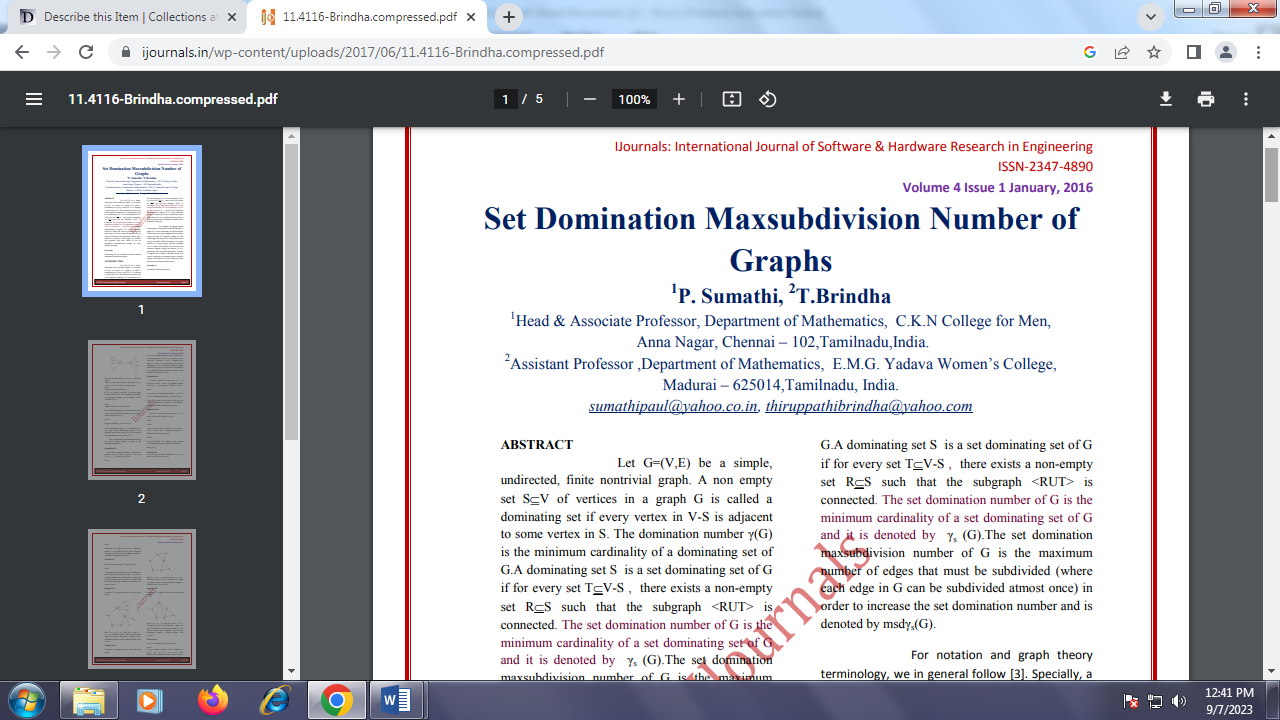 Describe this Item | Collections at
11.4116-Brindha.compressed.pdf
ijournals.in/wp-content/uploads/2017/06/11.4116-Brindha.compressed.pdf
11.4116-Brindha.compressed.pdf
1 / 5
100%
IJournals: International Journal of Software & Hardware Research in Engineering
ISSN-2347-4890
Volume 4 Issue 1 January, 2016
Set Domination Maxsubdivision Number of
Graphs
¹P. Sumathi, ²T.Brindha
¹Head & Associate Professor, Department of Mathematics, C.K.N College for Men,
Anna Nagar, Chennai – 102,Tamilnadu,India.
²Assistant Professor ,Department of Mathematics, E.M.G. Yadava Women's College,
Madurai – 625014,Tamilnadu, India.
sumathipaul@yahoo.co.in, thiruppathibrindha@yahoo.com
ABSTRACT
Let G=(V,E) be a simple,
undirected, finite nontrivial graph. A non empty
set S⊆V of vertices in a graph G is called a
dominating set if every vertex in V-S is adjacent
to some vertex in S. The domination number γ(G)
is the minimum cardinality of a dominating set of
G.A dominating set S is a set dominating set of G
if for every set T⊆V-S , there exists a non-empty
set R⊆S such that the subgraph <RUT> is
connected. The set domination number of G is the
minimum cardinality of a set dominating set of G
and it is denoted by γₛ (G).The set domination
maxsubdivision number of G is the maximum
G.A dominating set S is a set dominating set of G
if for every set T⊆V-S , there exists a non-empty
set R⊆S such that the subgraph <RUT> is
connected. The set domination number of G is the
minimum cardinality of a set dominating set of G
and it is denoted by γₛ (G).The set domination
maxsubdivision number of G is the maximum
number of edges that must be subdivided (where
each edge in G can be subdivided atmost once) in
order to increase the set domination number and is
denoted by msdγₛ(G).
For notation and graph theory
terminology, we in general follow [3]. Specially, a
IJournals
Set Domination Maxsubdivision Number of
Graphs
1
2
12:41 PM
9/7/2023